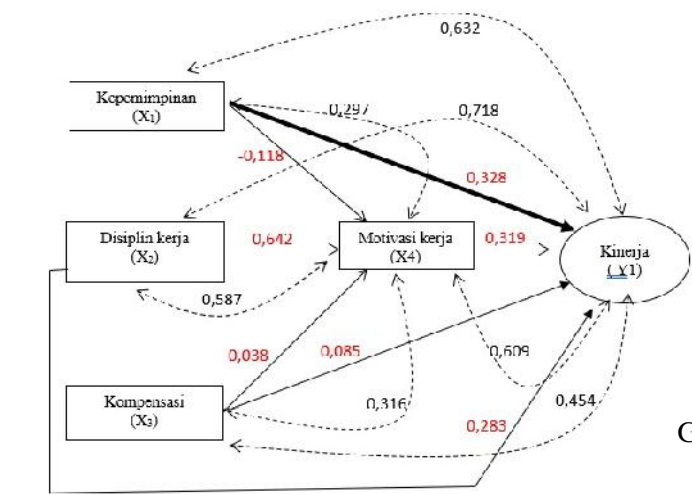 0,632
Kepemimpinan
(X₁)
0,297
0,718
-0,118
0,328
Disiplin kerja
(X₂)
0,642
Motivasi kerja
(X4)
0,319
Kinerja
( Y1)
0,587
0,038
0,085
0,609
Kompensasi
(X₃)
0,316
0,454
0,283
G